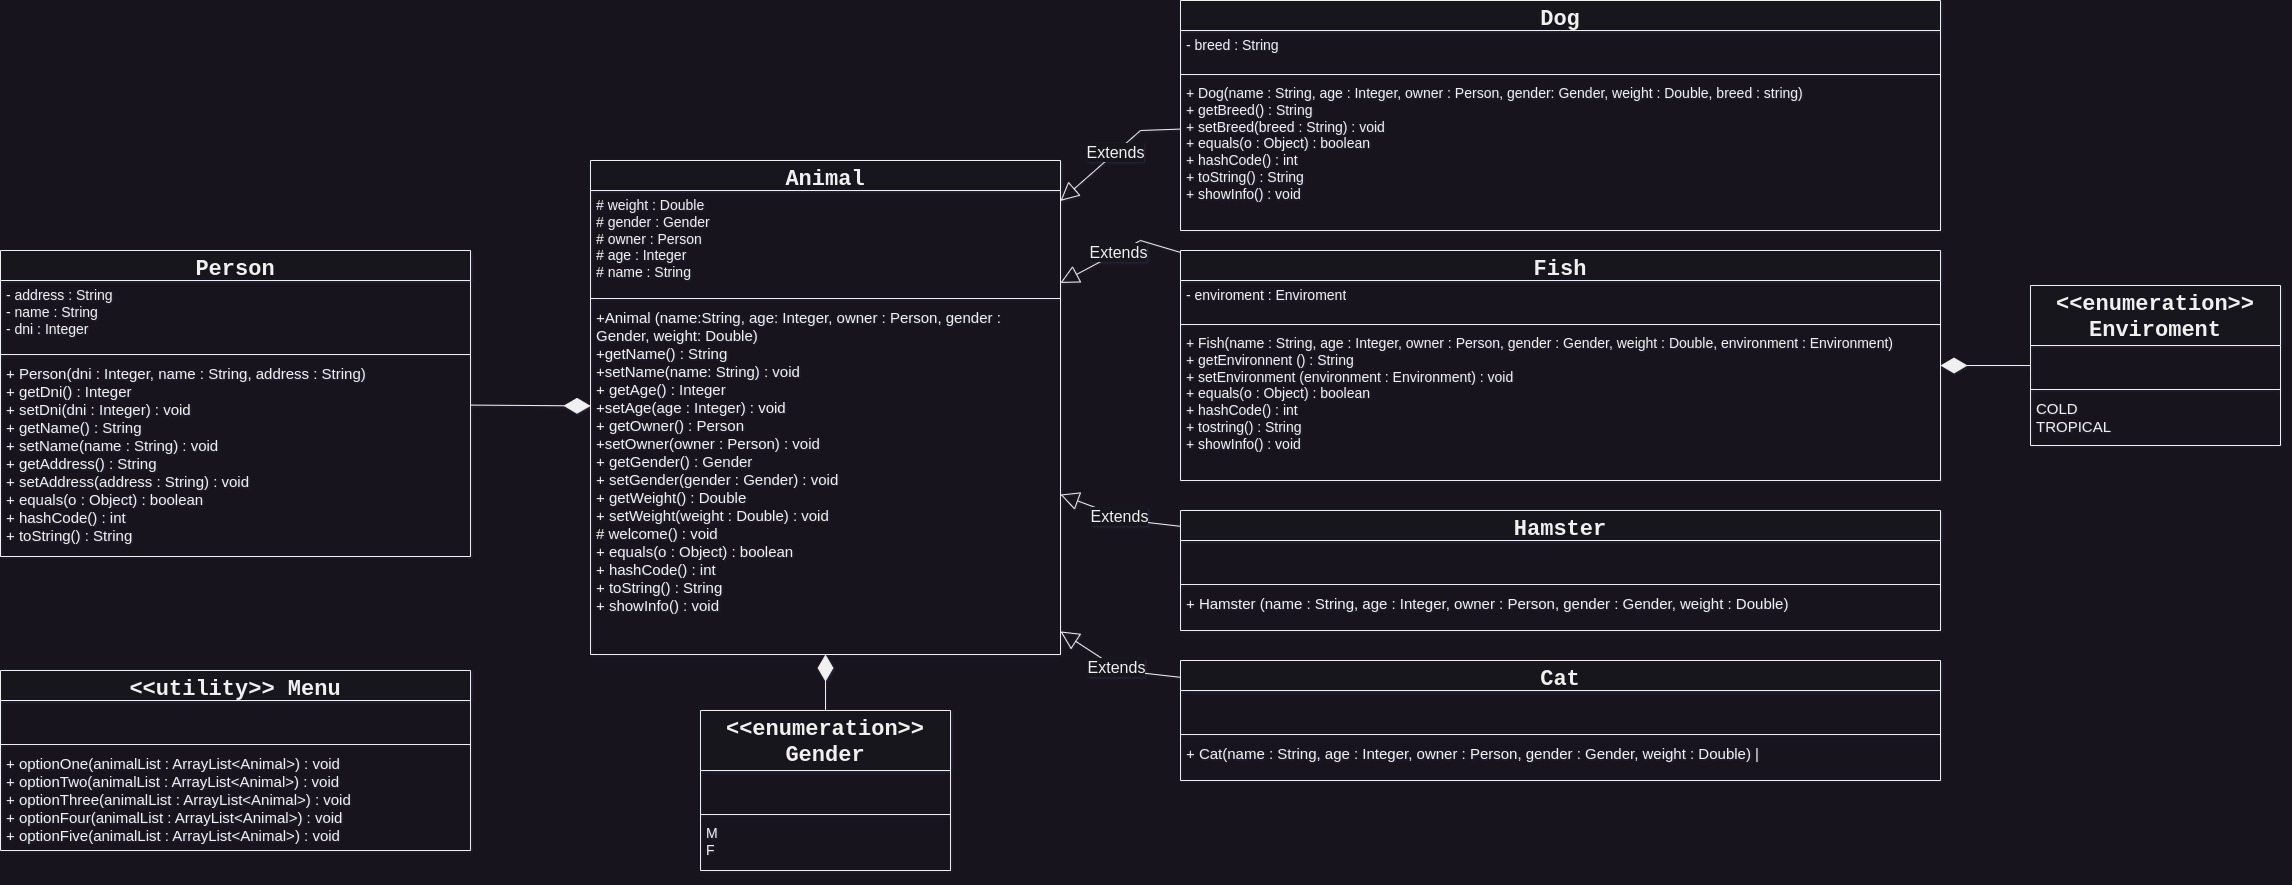 Person
- address : String
- name : String
- dni : Integer
+ Person(dni : Integer, name : String, address : String)
+ getDni() : Integer
+ setDni(dni : Integer) : void
+ getName() : String
+ setName(name : String) : void
+ getAddress() : String
+ setAddress(address : String) : void
+ equals(o : Object) : boolean
+ hashCode() : int
+ toString() : String
<<utility>> Menu
+ optionOne(animalList : ArrayList<Animal>) : void
+ optionTwo(animalList : ArrayList<Animal>) : void
+ optionThree(animalList : ArrayList<Animal>) : void
+ optionFour(animalList : ArrayList<Animal>) : void
+ optionFive(animalList : ArrayList<Animal>) : void
Animal
# weight : Double
# gender : Gender
# owner : Person
# age : Integer
# name : String
+Animal (name:String, age: Integer, owner : Person, gender :
Gender, weight: Double)
+getName() : String
+setName(name: String) : void
+ getAge() : Integer
+setAge(age : Integer) : void
+ getOwner() : Person
+setOwner(owner : Person) : void
+ getGender() : Gender
+ setGender(gender : Gender) : void
+ getWeight() : Double
+ setWeight(weight : Double) : void
# welcome() : void
+ equals(o : Object) : boolean
+ hashCode() : int
+ toString() : String
+ showInfo() : void
<<enumeration>>
Gender
M
F
Extends
Extends
Extends
Extends
Dog
- breed : String
+ Dog(name : String, age : Integer, owner : Person, gender: Gender, weight : Double, breed : string)
+ getBreed() : String
+ setBreed(breed : String) : void
+ equals(o : Object) : boolean
+ hashCode() : int
+ toString() : String
+ showInfo() : void
Fish
- enviroment : Enviroment
+ Fish(name : String, age : Integer, owner : Person, gender : Gender, weight : Double, environment : Environment)
+ getEnvironnent () : String
+ setEnvironment (environment : Environment) : void
+ equals(o : Object) : boolean
+ hashCode() : int
+ tostring() : String
+ showInfo() : void
Hamster
+ Hamster (name : String, age : Integer, owner : Person, gender : Gender, weight : Double)
Cat
+ Cat(name : String, age : Integer, owner : Person, gender : Gender, weight : Double) |
<<enumeration>>
Enviroment
COLD
TROPICAL